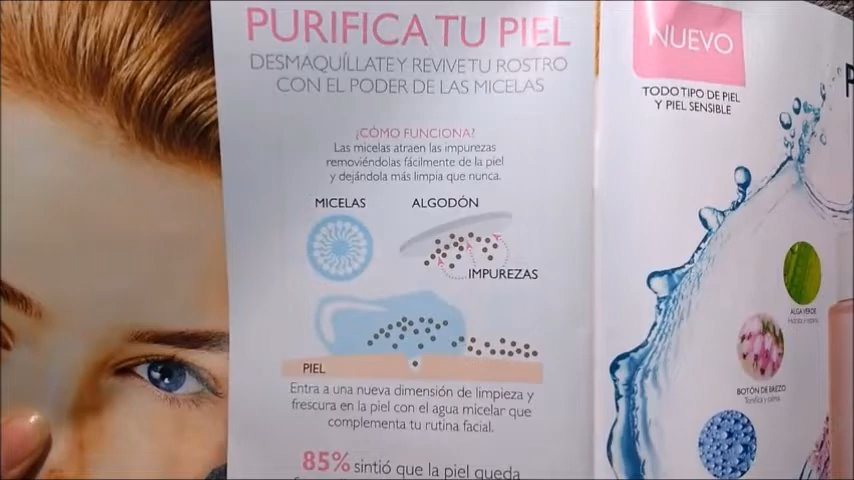 PURIFICA TU PIEL
DESMAQUÍLLATE Y REVIVE TU ROSTRO
CON EL PODER DE LAS MICELAS
¿CÓMO FUNCIONA?
Las micelas atraen las impurezas
removiéndolas fácilmente de la piel
y dejándola más limpia que nunca.
MICELAS
ALGODÓN
IMPUREZAS
PIEL
Entra a una nueva dimensión de limpieza y
frescura en la piel con el agua micelar que
complementa tu rutina facial.
85% sintió que la piel queda
NUEVO
TODO TIPO DE PIEL
Y PIEL SENSIBLE
ALGA VERDE
BOTÓN DE BREZO
Tonifica y calma.